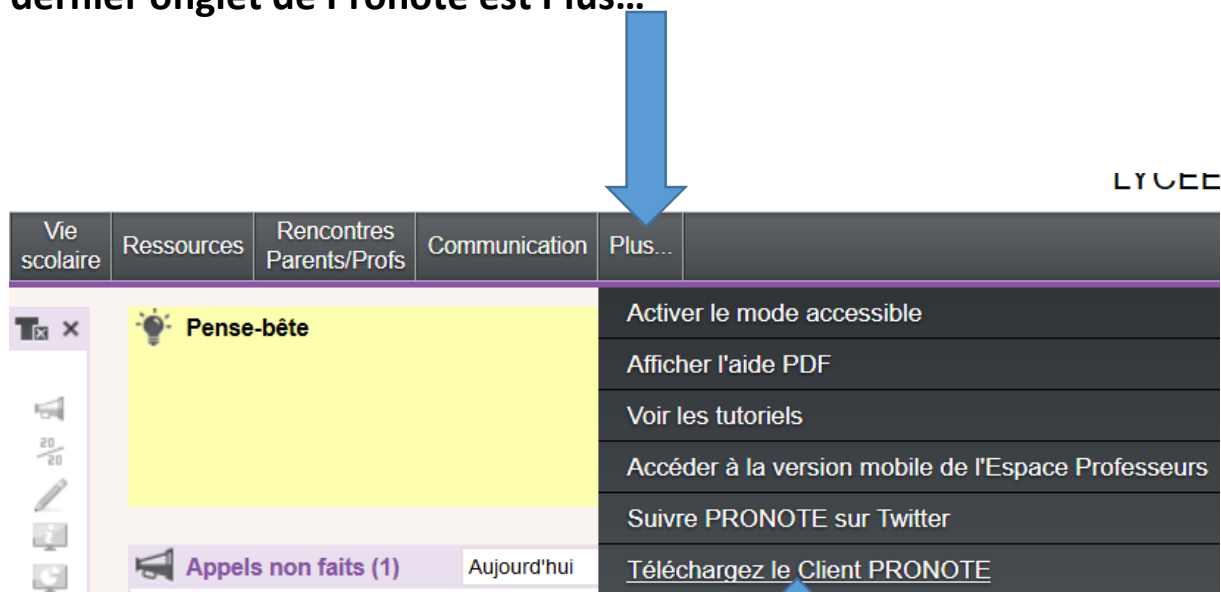 dernier onglet de Pronote est Plus...
LYCEE
Vie scolaire
Ressources
Rencontres Parents/Profs
Communication
Plus...
Activer le mode accessible
Pense-bête
Afficher l'aide PDF
Voir les tutoriels
20/20
Accéder à la version mobile de l'Espace Professeurs
Suivre PRONOTE sur Twitter
Appels non faits (1)
Aujourd'hui
Téléchargez le Client PRONOTE